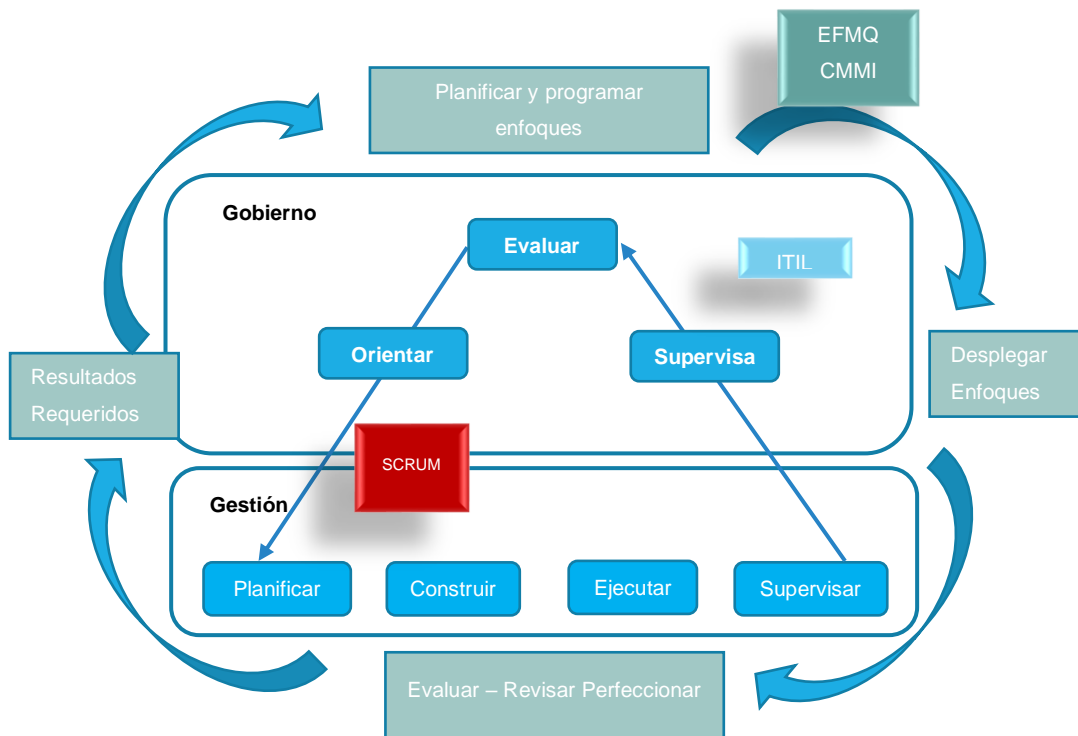 EFMQ
CMMI
Planificar y programar
enfoques
Gobierno
Evaluar
ITIL
Orientar
Supervisa
Resultados
Requeridos
Desplegar
Enfoques
SCRUM
Gestión
Planificar
Construir
Ejecutar
Supervisar
Evaluar – Revisar Perfeccionar